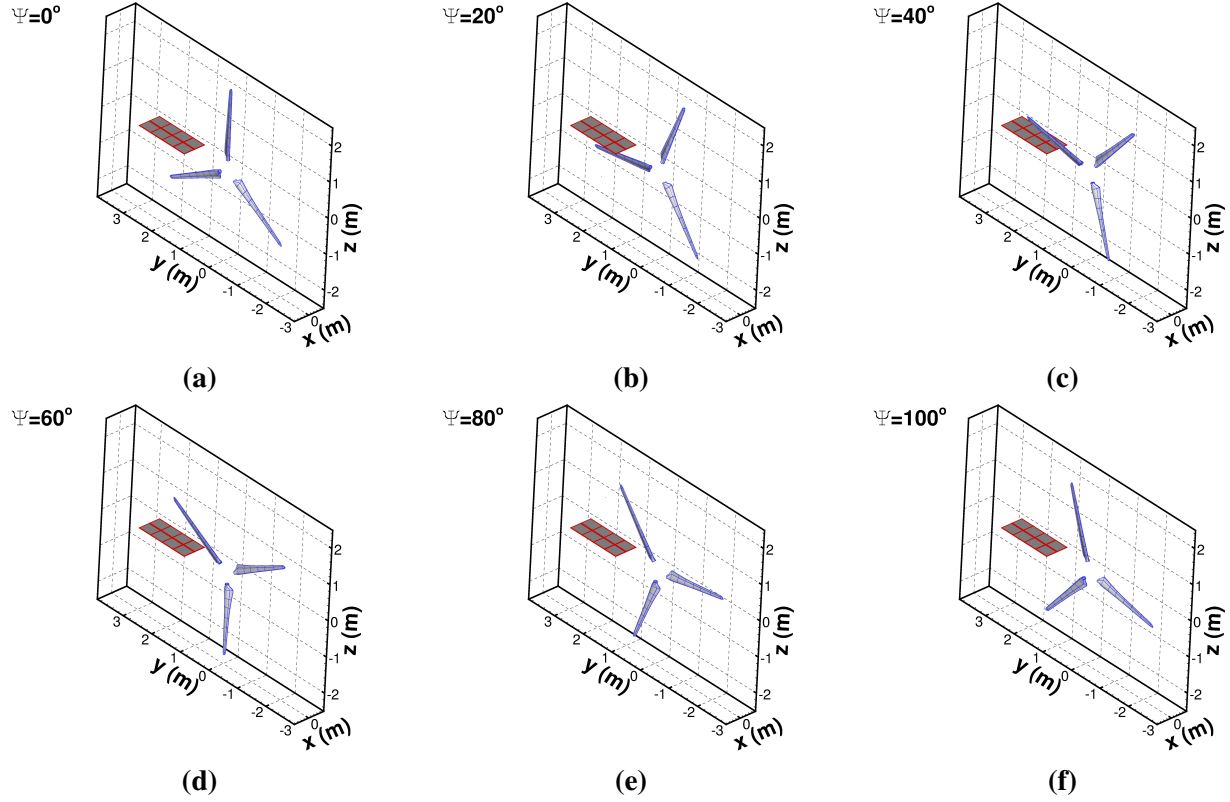 Ψ=0°
Ψ=20°
Ψ=40°
2
1
0
-1
-2
z (m)
3
2
1
0
-1
-2
-3
y (m)
0
x (m)
2
1
0
-1
-2
z (m)
3
2
1
0
-1
-2
-3
y (m)
0
x (m)
2
1
0
-1
-2
z (m)
3
2
1
0
-1
-2
-3
y (m)
0
x (m)
(a)
(b)
(c)
Ψ=60°
Ψ=80°
Ψ=100°
2
1
0
-1
-2
z (m)
3
2
1
0
-1
-2
-3
y (m)
0
x (m)
2
1
0
-1
-2
z (m)
3
2
1
0
-1
-2
-3
y (m)
0
x (m)
2
1
0
-1
-2
z (m)
3
2
1
0
-1
-2
-3
y (m)
0
x (m)
(d)
(e)
(f)